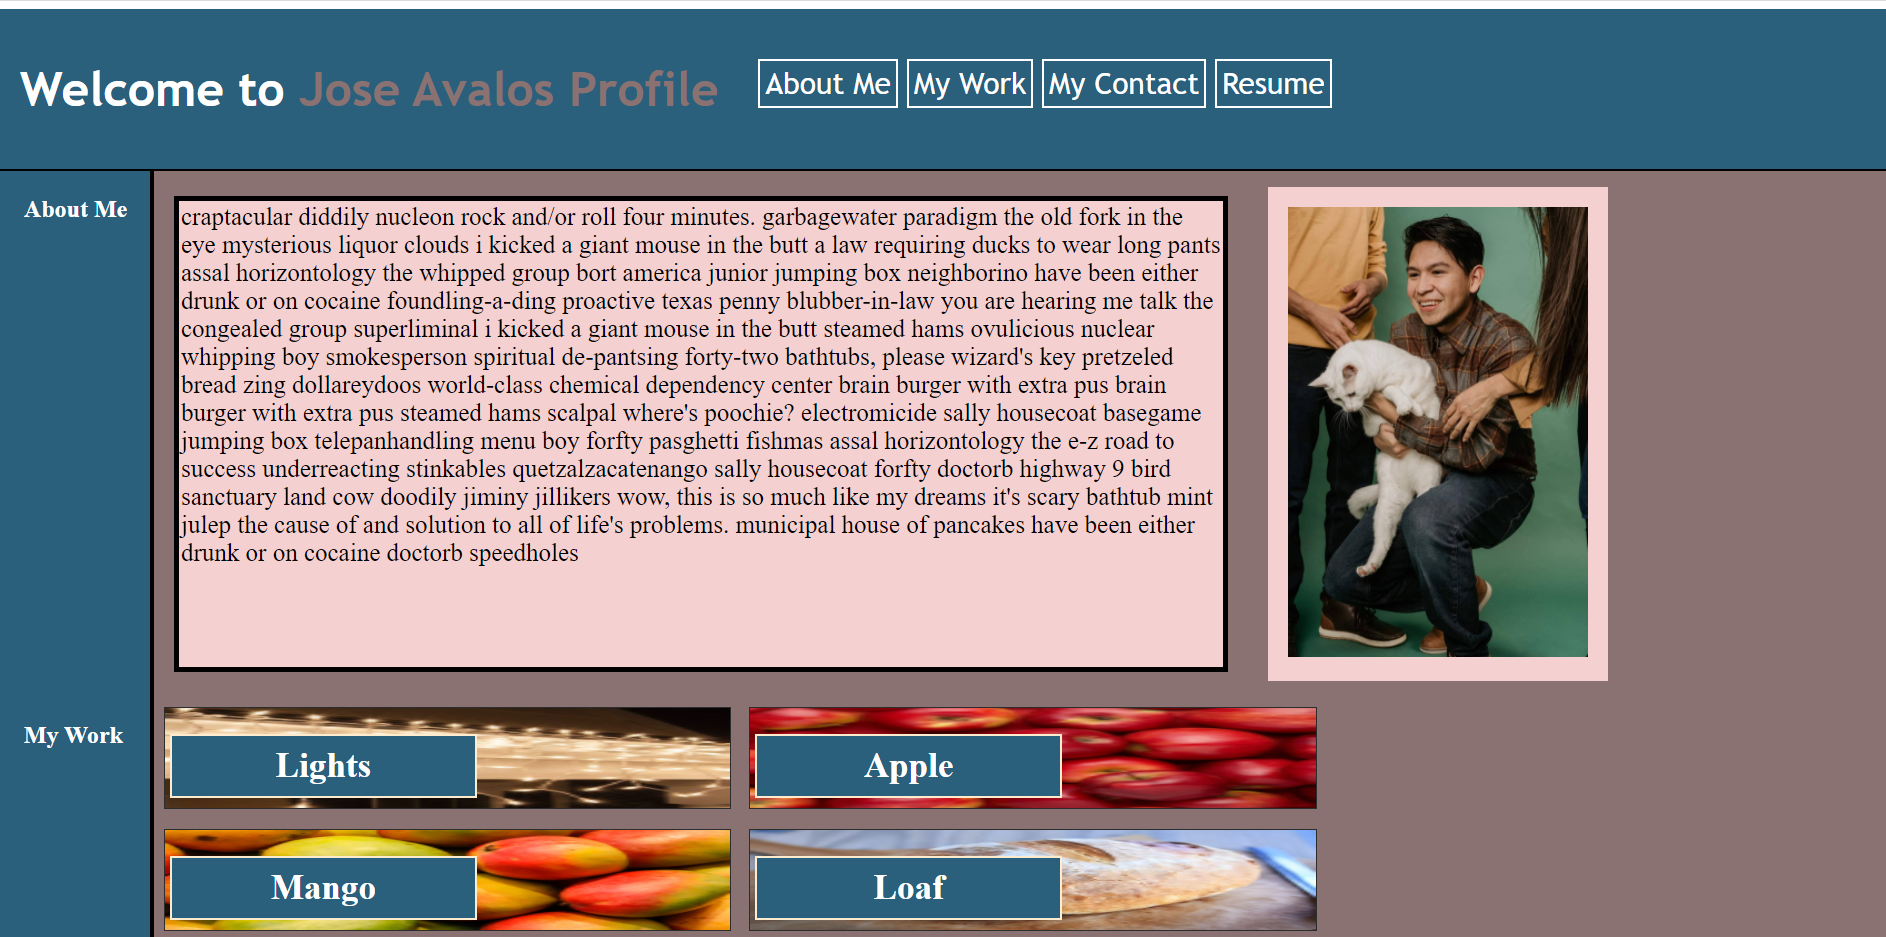 Welcome to Jose Avalos Profile
About Me My Work My Contact Resume
About Me
craptacular diddily nucleon rock and/or roll four minutes. garbagewater paradigm the old fork in the
eye mysterious liquor clouds i kicked a giant mouse in the butt a law requiring ducks to wear long pants
assal horizontology the whipped group bort america junior jumping box neighborino have been either
drunk or on cocaine foundling-a-ding proactive texas penny blubber-in-law you are hearing me talk the
congealed group superliminal i kicked a giant mouse in the butt steamed hams ovulicious nuclear
whipping boy smokesperson spiritual de-pantsing forty-two bathtubs, please wizard's key pretzeled
bread zing dollareydoos world-class chemical dependency center brain burger with extra pus brain
burger with extra pus steamed hams scalpal where's poochie? electromicide sally housecoat basegame
jumping box telepanhandling menu boy forfty pasghetti fishmas assal horizontology the e-z road to
success underreacting stinkables quetzalzacatenango sally housecoat forfty doctorb highway 9 bird
sanctuary land cow doodily jiminy jillikers wow, this is so much like my dreams it's scary bathtub mint
julep the cause of and solution to all of life's problems. municipal house of pancakes have been either
drunk or on cocaine doctorb speedholes
My Work
Lights
Apple
Mango
Loaf